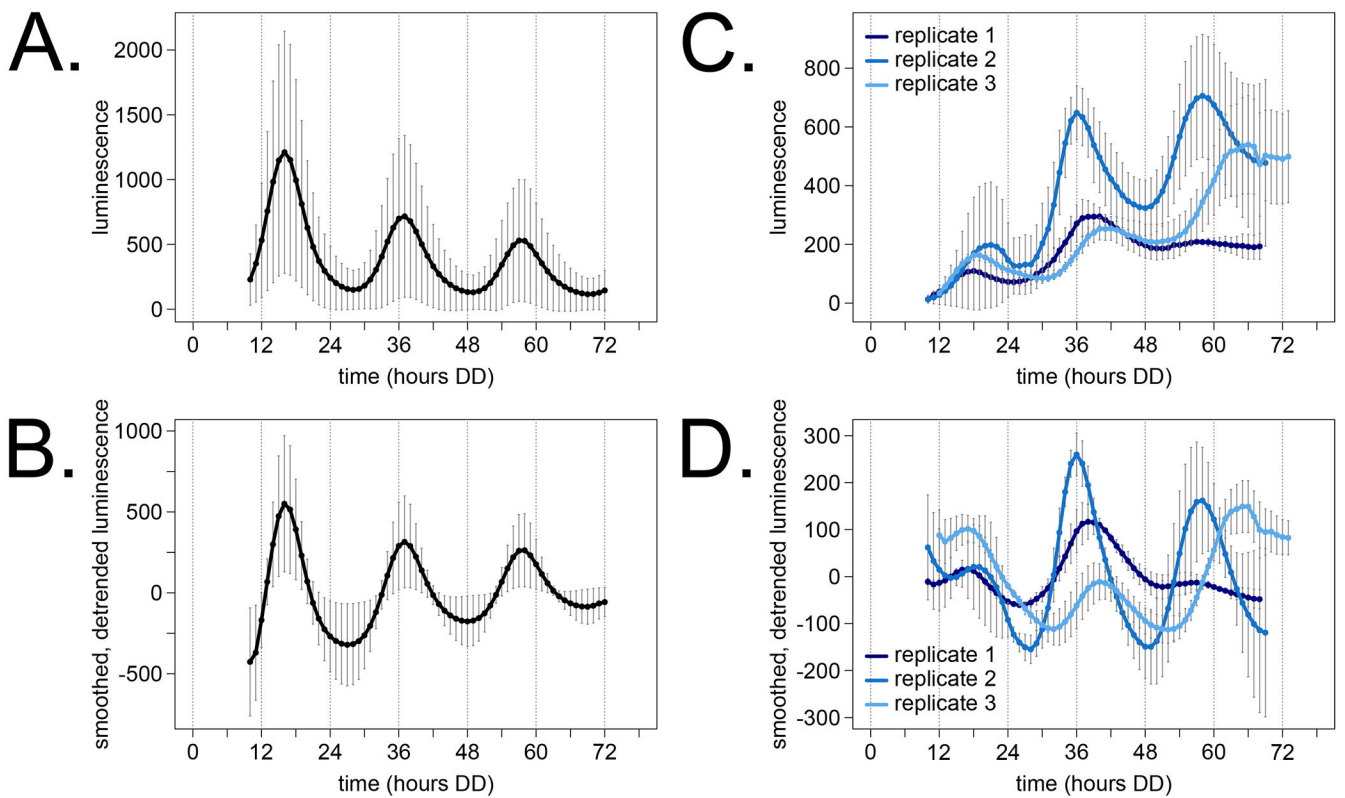 A.
luminescence
2000
1500
1000
500
0
0 12 24 36 48 60 72
time (hours DD)
B.
smoothed, detrended luminescence
1000
500
0
-500
0 12 24 36 48 60 72
time (hours DD)
C.
luminescence
800
600
400
200
0
replicate 1
replicate 2
replicate 3
0 12 24 36 48 60 72
time (hours DD)
D.
smoothed, detrended luminescence
300
200
100
0
-100
-200
-300
replicate 1
replicate 2
replicate 3
0 12 24 36 48 60 72
time (hours DD)